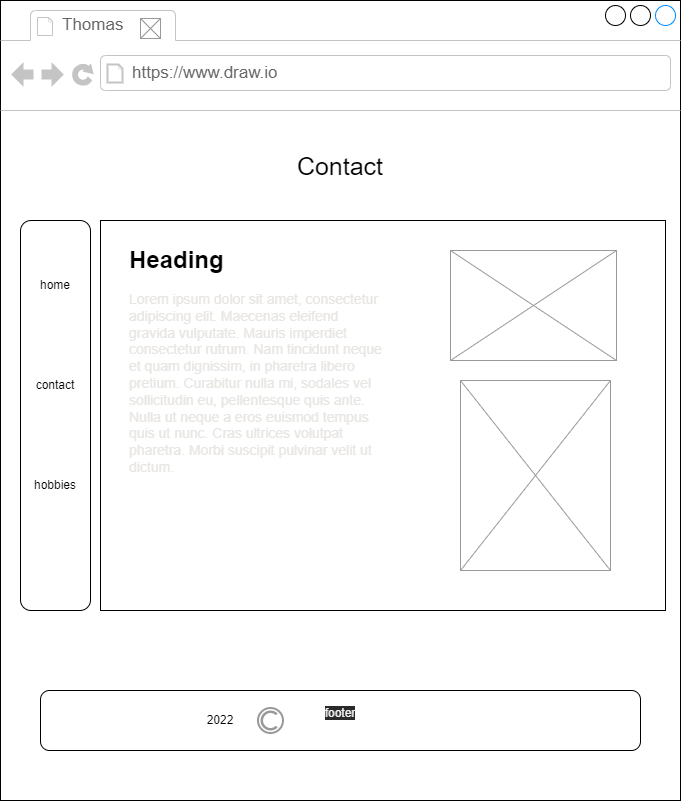 Thomas
https://www.draw.io
Contact
home
contact
hobbies
Heading
Lorem ipsum dolor sit amet, consectetur
adipiscing elit. Maecenas eleifend
gravida vulputate. Mauris imperdiet
consectetur rutrum. Nam tincidunt neque
et quam dignissim, in pharetra libero
pretium. Curabitur nulla mi, sodales vel
sollicitudin eu, pellentesque quis ante.
Nulla ut neque a eros euismod tempus
quis ut nunc. Cras ultrices volutpat
pharetra. Morbi suscipit pulvinar velit ut
dictum.
2022 © footer